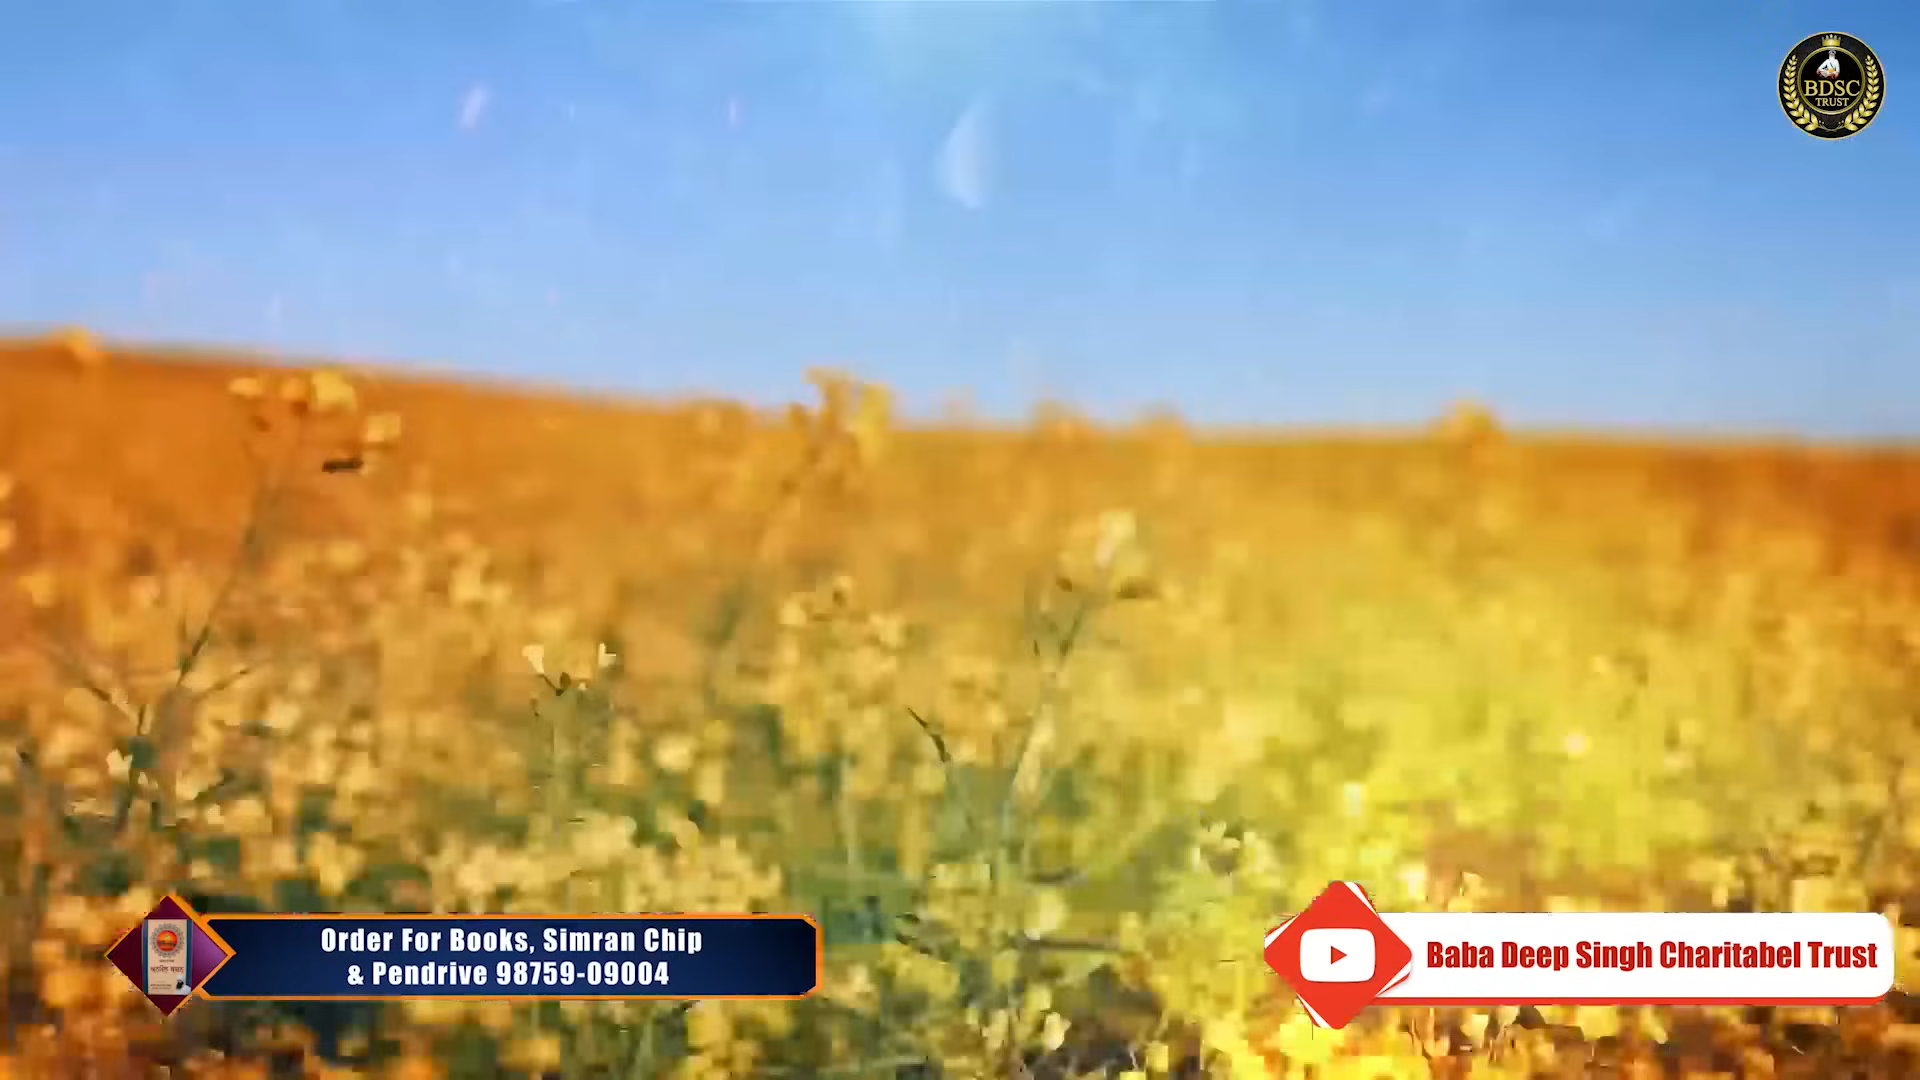 BDSC
TRUST
Order For Books, Simran Chip
& Pendrive 98759-09004
Baba Deep Singh Charitabel Trust